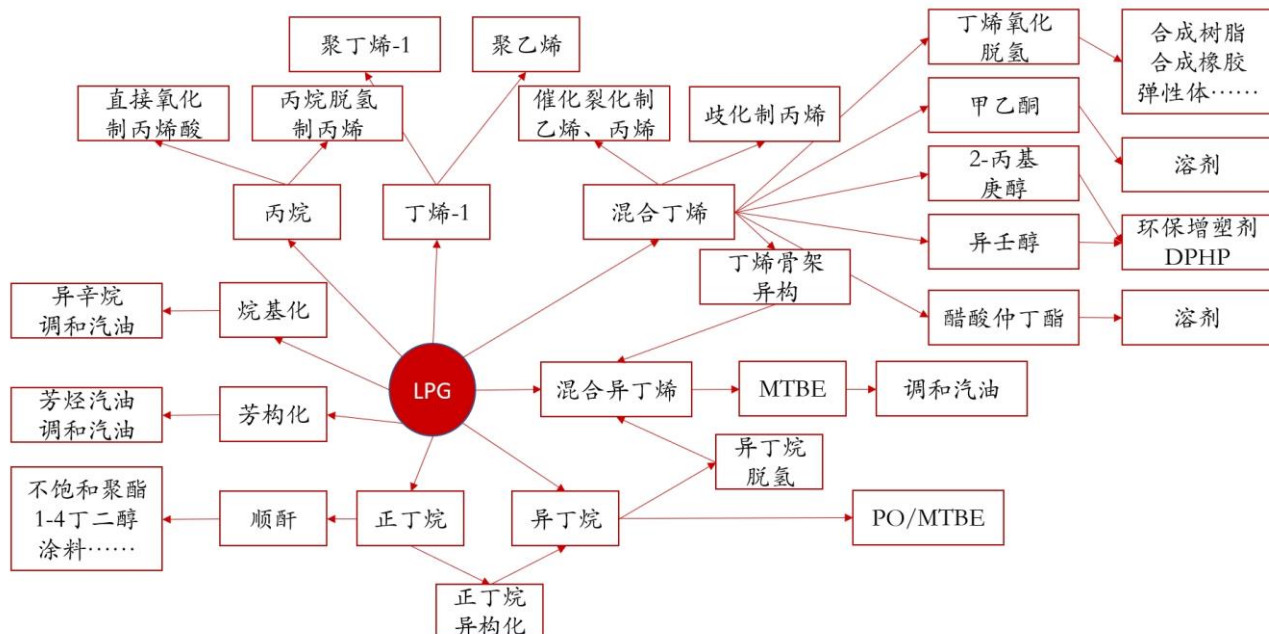 聚丁烯-1
聚乙烯
丁烯氧化
脱氢
合成树脂
合成橡胶
弹性体……
直接氧化
制丙烯酸
丙烷脱氢
制丙烯
催化裂化制
乙烯、丙烯
歧化制丙烯
甲乙酮
溶剂
丙烷
丁烯-1
混合丁烯
2-丙基
庚醇
异壬醇
环保增塑剂
DPHP
丁烯骨架
异构
异辛烷
调和汽油
烷基化
醋酸仲丁酯
溶剂
LPG
混合异丁烯
MTBE
调和汽油
芳烃汽油
调和汽油
芳构化
异丁烷
脱氢
不饱和聚酯
1-4丁二醇
涂料……
顺酐
正丁烷
异丁烷
PO/MTBE
正丁烷
异构化